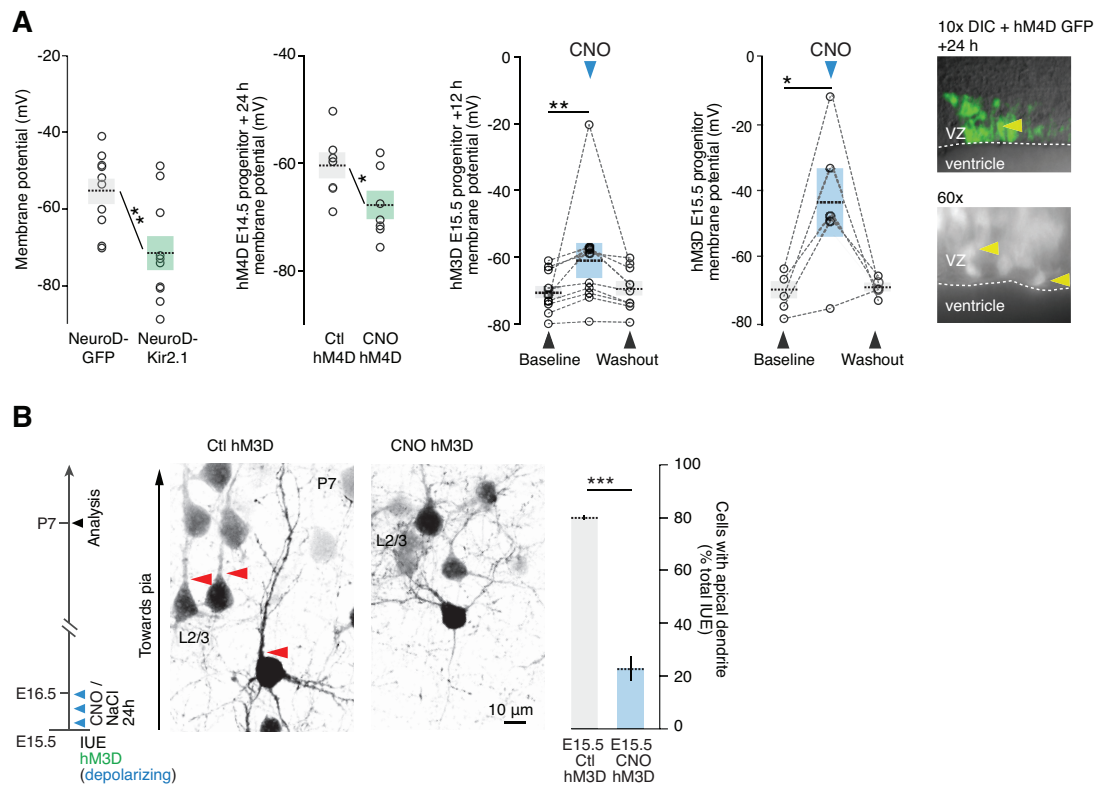 A
-20
-40
-60
-80
Membrane potential (mV)
NeuroD-
GFP
NeuroD-
Kir2.1
**
-40
-60
-80
hM4D E14.5 progenitor +24 h
membrane potential (mV)
Ctl
hM4D
CNO
hM4D
*
CNO
0
-20
-40
-60
-80
hM3D E15.5 progenitor +12 h
membrane potential (mV)
**
Baseline
Washout
CNO
0
-20
-40
-60
-80
hM3D E15.5 progenitor
membrane potential (mV)
*
Baseline
Washout
10x DIC + hM4D GFP
+24 h
VZ
ventricle
60x
VZ
ventricle
B
P7
Analysis
E16.5
CNO /
NaCl
24h
E15.5
IUE
hM3D
(depolarizing)
Towards pia
Ctl hM3D
P7
L2/3
CNO hM3D
L2/3
10 µm
***
100
80
60
40
20
0
Cells with apical dendrite
(% total IUE)
E15.5
Ctl
hM3D
E15.5
CNO
hM3D